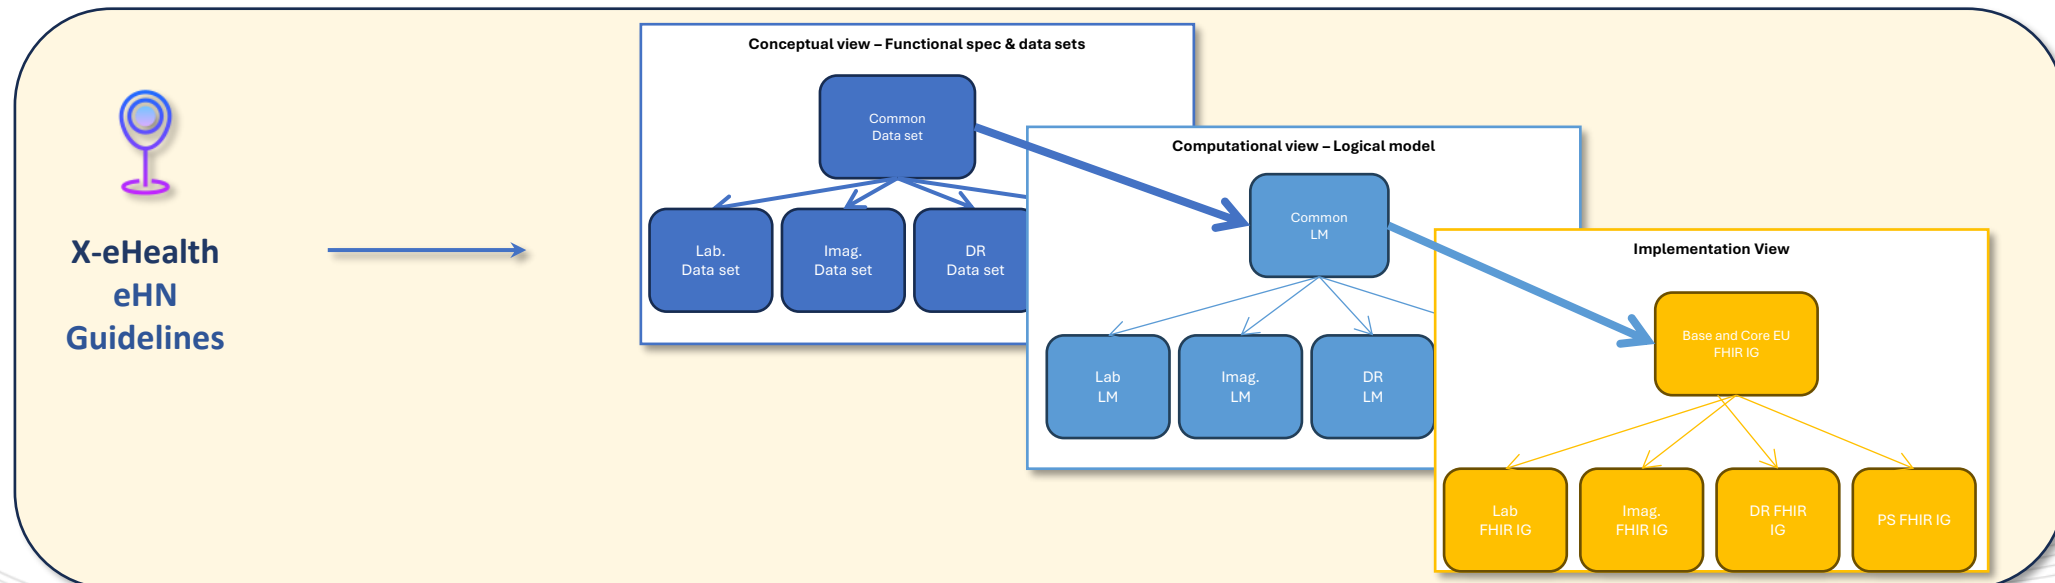 X-eHealth
eHN
Guidelines
Conceptual view – Functional spec & data sets
Common
Data set
Lab.
Data set
Imag.
Data set
DR
Data set
Computational view – Logical model
Common
LM
Lab
LM
Imag.
LM
DR
LM
Implementation View
Base and Core EU
FHIR IG
Lab
FHIR IG
Imag.
FHIR IG
DR FHIR
IG
PS FHIR IG